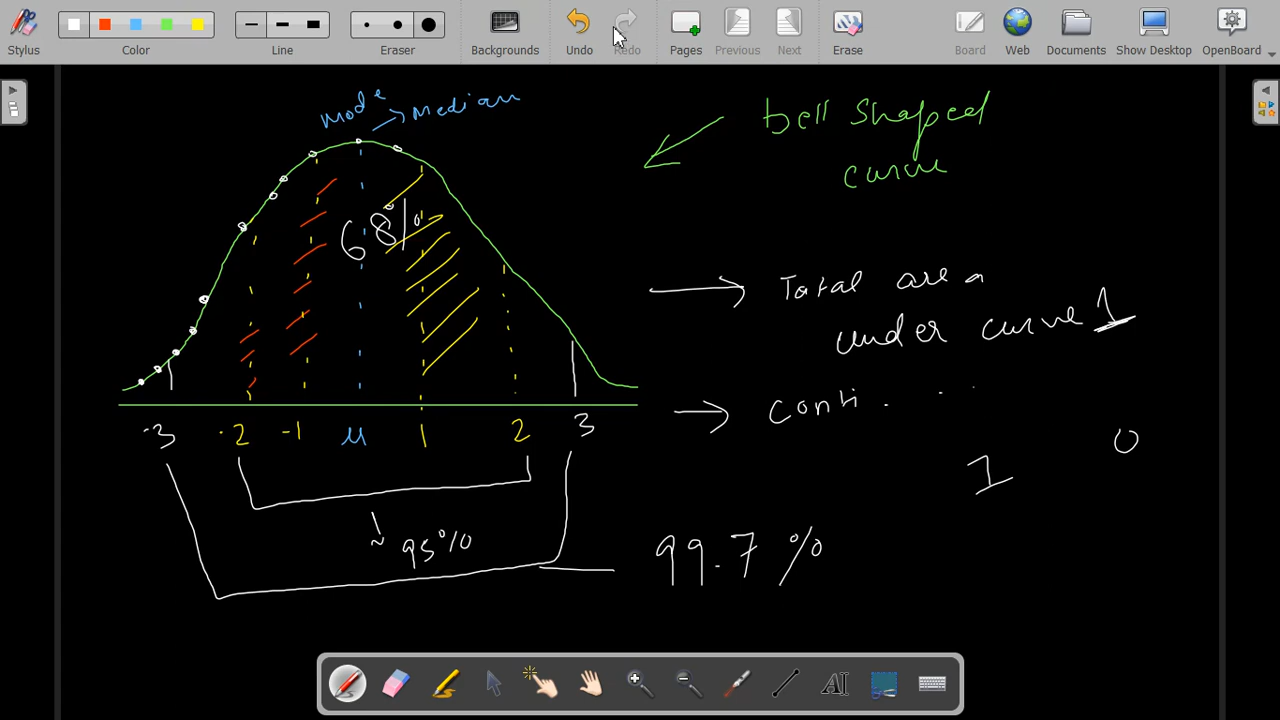 Stylus
Color
Line
Eraser
Backgrounds
Undo
Redo
Pages
Previous
Next
Erase
Board
Web
Documents
Show Desktop
OpenBoard
mode
Median
bell shaped
curve
68%
Total area
under curve 1
Conti . . .
-3 -2 -1 μ 1 2 3
1 0
~ 95%
99.7 %
AI